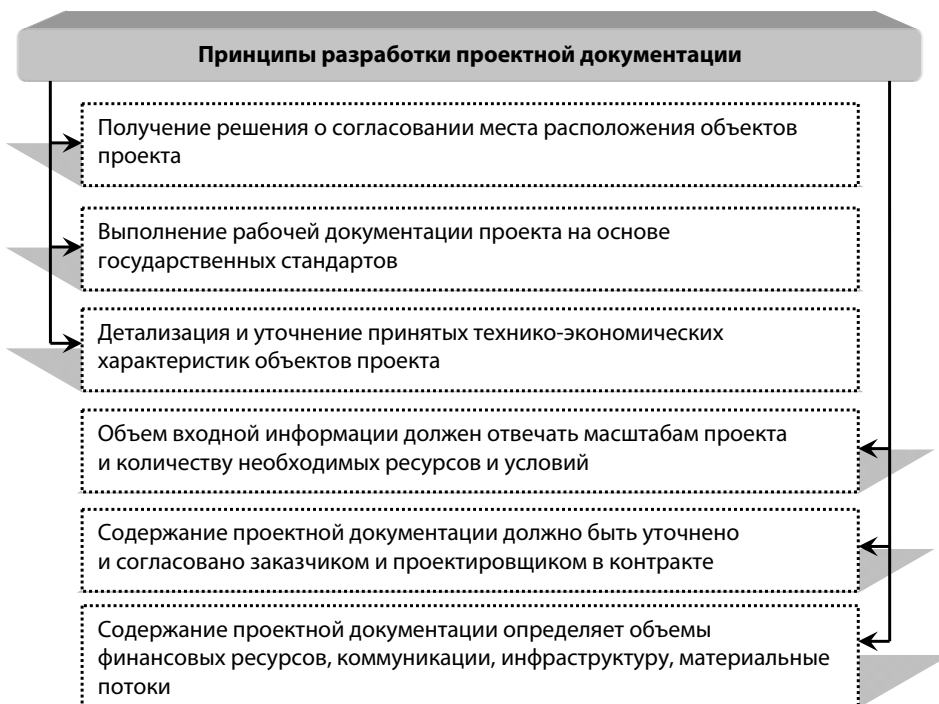 Принципы разработки проектной документации
Получение решения о согласовании места расположения объектов
проекта
Выполнение рабочей документации проекта на основе
государственных стандартов
Детализация и уточнение принятых технико-экономических
характеристик объектов проекта
Объем входной информации должен отвечать масштабам проекта
и количеству необходимых ресурсов и условий
Содержание проектной документации должно быть уточнено
и согласовано заказчиком и проектировщиком в контракте
Содержание проектной документации определяет объемы
финансовых ресурсов, коммуникации, инфраструктуру, материальные
потоки